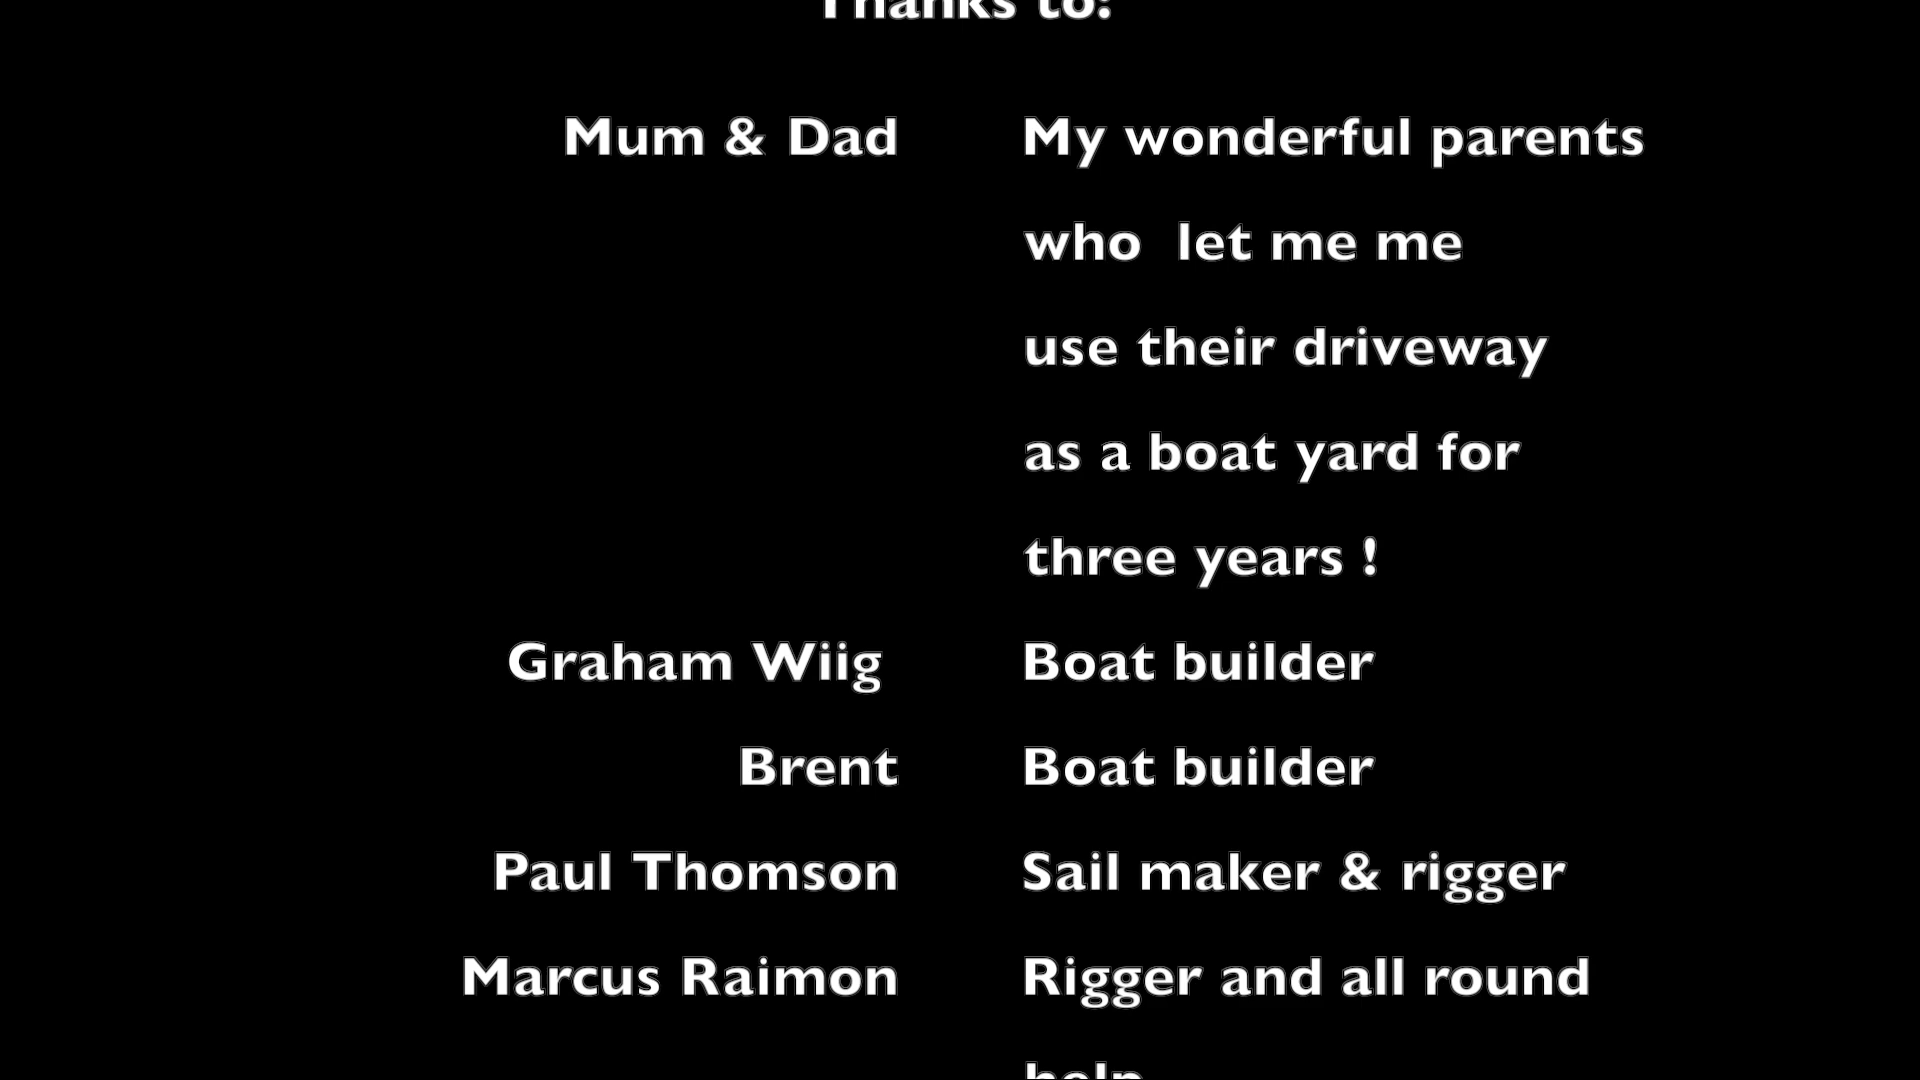 Thanks to:
Mum & Dad My wonderful parents
who let me me
use their driveway
as a boat yard for
three years !
Graham Wiig Boat builder
Brent Boat builder
Paul Thomson Sail maker & rigger
Marcus Raimon Rigger and all round
help